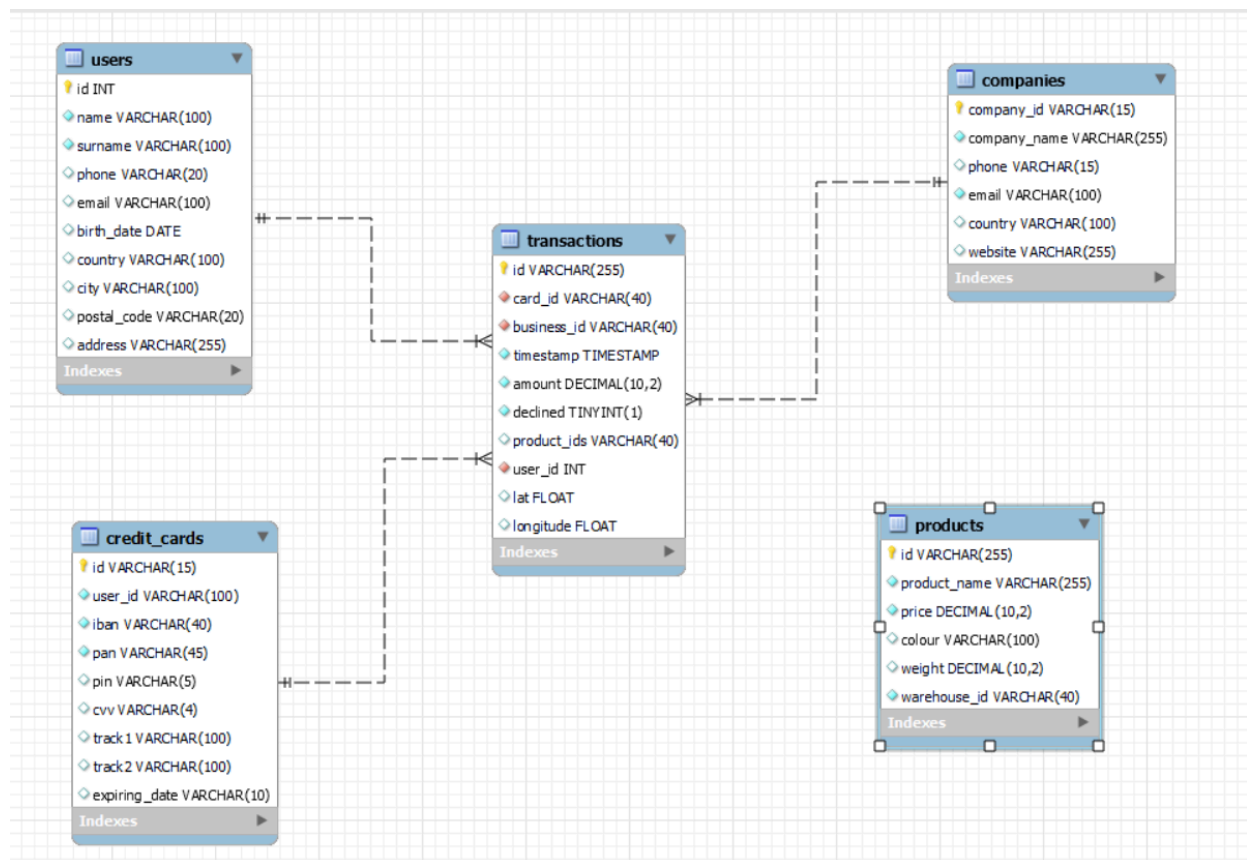 users
id INT
name VARCHAR(100)
surname VARCHAR(100)
phone VARCHAR(20)
email VARCHAR(100)
birth_date DATE
country VARCHAR(100)
city VARCHAR(100)
postal_code VARCHAR(20)
address VARCHAR(255)
Indexes
companies
company_id VARCHAR(15)
company_name VARCHAR(255)
phone VARCHAR(15)
email VARCHAR(100)
country VARCHAR(100)
website VARCHAR(255)
Indexes
transactions
id VARCHAR(255)
card_id VARCHAR(40)
business_id VARCHAR(40)
timestamp TIMESTAMP
amount DECIMAL(10,2)
declined TINYINT(1)
product_ids VARCHAR(40)
user_id INT
lat FLOAT
longitude FLOAT
Indexes
credit_cards
id VARCHAR(15)
user_id VARCHAR(100)
iban VARCHAR(40)
pan VARCHAR(45)
pin VARCHAR(5)
cvv VARCHAR(4)
track1 VARCHAR(100)
track2 VARCHAR(100)
expiring_date VARCHAR(10)
Indexes
products
id VARCHAR(255)
product_name VARCHAR(255)
price DECIMAL(10,2)
colour VARCHAR(100)
weight DECIMAL(10,2)
warehouse_id VARCHAR(40)
Indexes